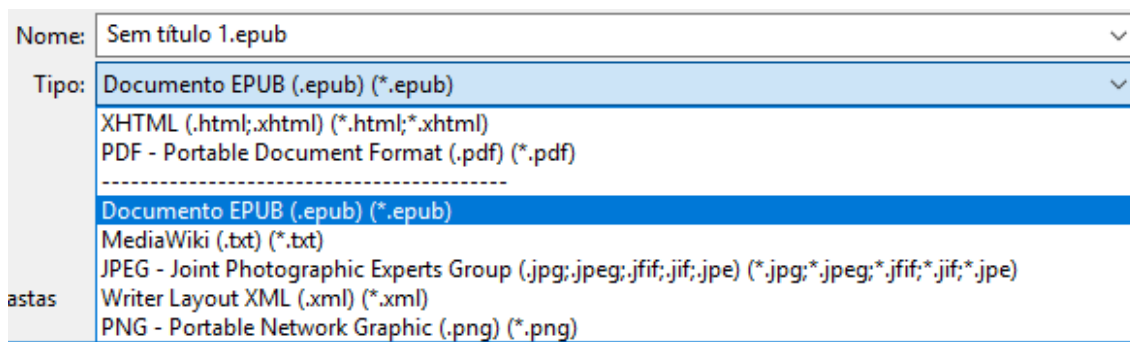 Nome: Sem título 1.epub
Tipo: Documento EPUB (.epub) (*.epub)
XHTML (.html;.xhtml) (*.html;*.xhtml)
PDF - Portable Document Format (.pdf) (*.pdf)
------------------------------------------
Documento EPUB (.epub) (*.epub)
MediaWiki (.txt) (*.txt)
JPEG - Joint Photographic Experts Group (.jpg;.jpeg;.jfif;.jif;.jpe) (*.jpg;*.jpeg;*.jfif;*.jif;*.jpe)
astas Writer Layout XML (.xml) (*.xml)
PNG - Portable Network Graphic (.png) (*.png)